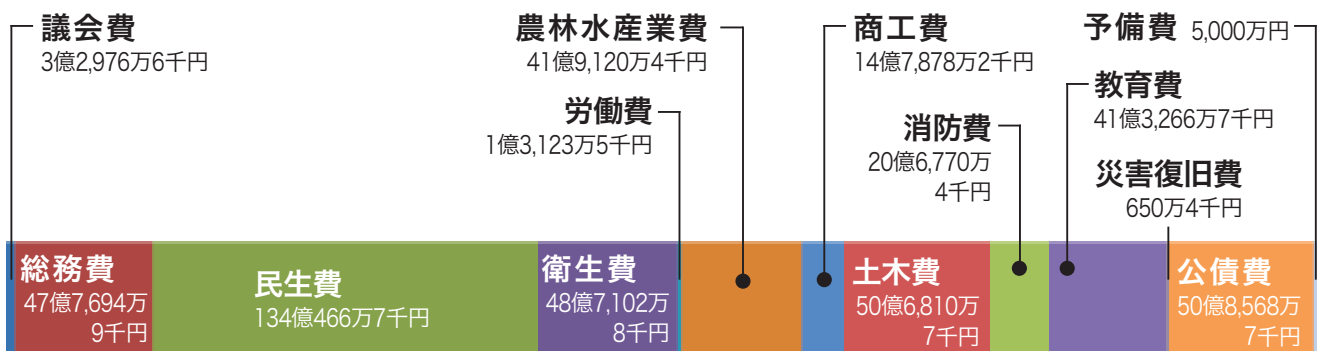 議会費
3億2,976万6千円
農林水産業費
41億9,120万4千円
労働費
1億3,123万5千円
商工費
14億7,878万2千円
消防費
20億6,770万
4千円
予備費 5,000万円
教育費
41億3,266万7千円
災害復旧費
650万4千円
総務費
47億7,694万
9千円
民生費
134億466万7千円
衛生費
48億7,102万
8千円
土木費
50億6,810万
7千円
公債費
50億8,568万
7千円